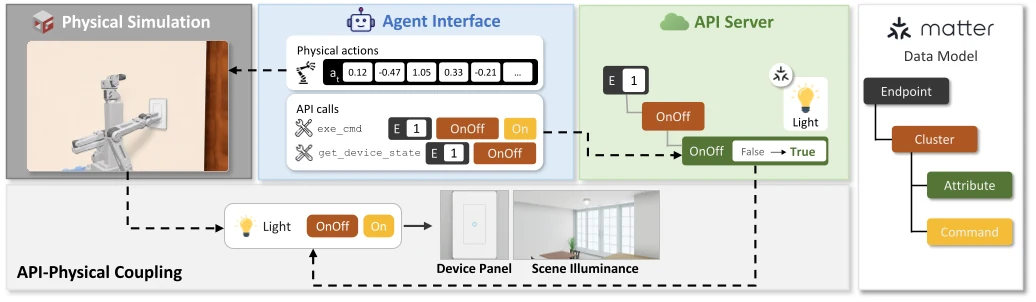 Physical Simulation
Agent Interface
Physical actions
at 0.12 -0.47 1.05 0.33 -0.21 ...
API calls
exe_cmd E 1 OnOff On
get_device_state E 1 OnOff
API Server
E 1
OnOff
OnOff False True
Light
matter
Data Model
Endpoint
Cluster
Attribute
Command
Light OnOff On
Device Panel
Scene Illuminance
API-Physical Coupling